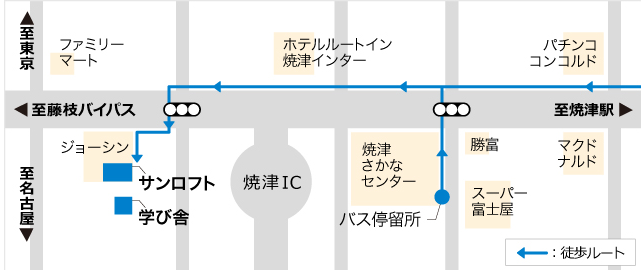 至東京
ファミリー
マート
ホテルルートイン
焼津インター
パチンコ
コンコルド
至藤枝バイパス
至焼津駅
ジョーシン
サンロフト
学び舎
至名古屋
焼津IC
焼津
さかな
センター
バス停留所
勝富
スーパー
富士屋
マクド
ナルド
:徒歩ルート